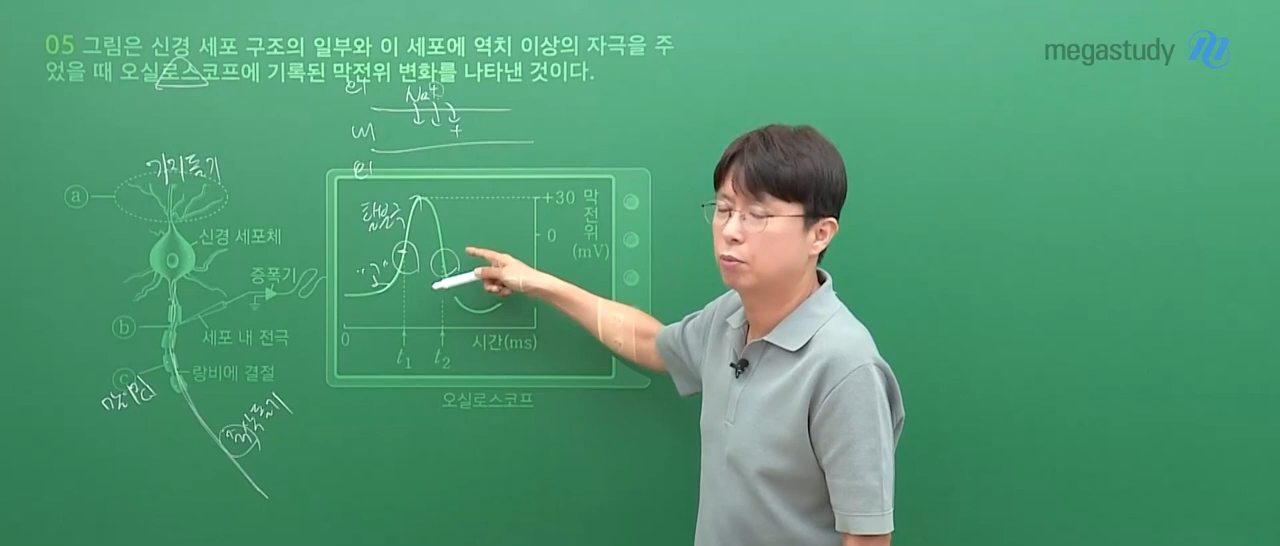 05 그림은 신경 세포 구조의 일부와 이 세포에 역치 이상의 자극을 주
었을 때 오실로스코프에 기록된 막전위 변화를 나타낸 것이다.
megastudy
Na+
외
내
외
가지돌기
ⓐ
신경 세포체
증폭기
ⓑ
세포 내 전극
ⓒ
랑비에 결절
축삭돌기
탈분극
+30
0
막전위
(mV)
0
t1
t2
시간(ms)
오실로스코프